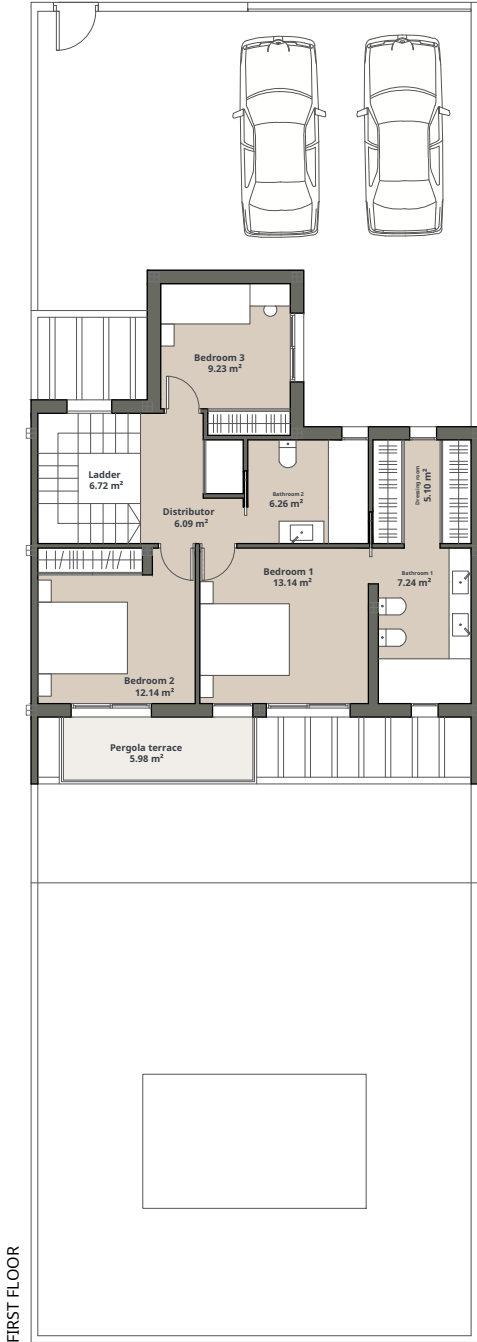 Bedroom 3
9.23 m²
Ladder
6.72 m²
Distributor
6.09 m²
Bathroom 2
6.26 m²
Dressing room
5.10 m²
Bedroom 1
13.14 m²
Bathroom 1
7.24 m²
Bedroom 2
12.14 m²
Pergola terrace
5.98 m²
FIRST FLOOR